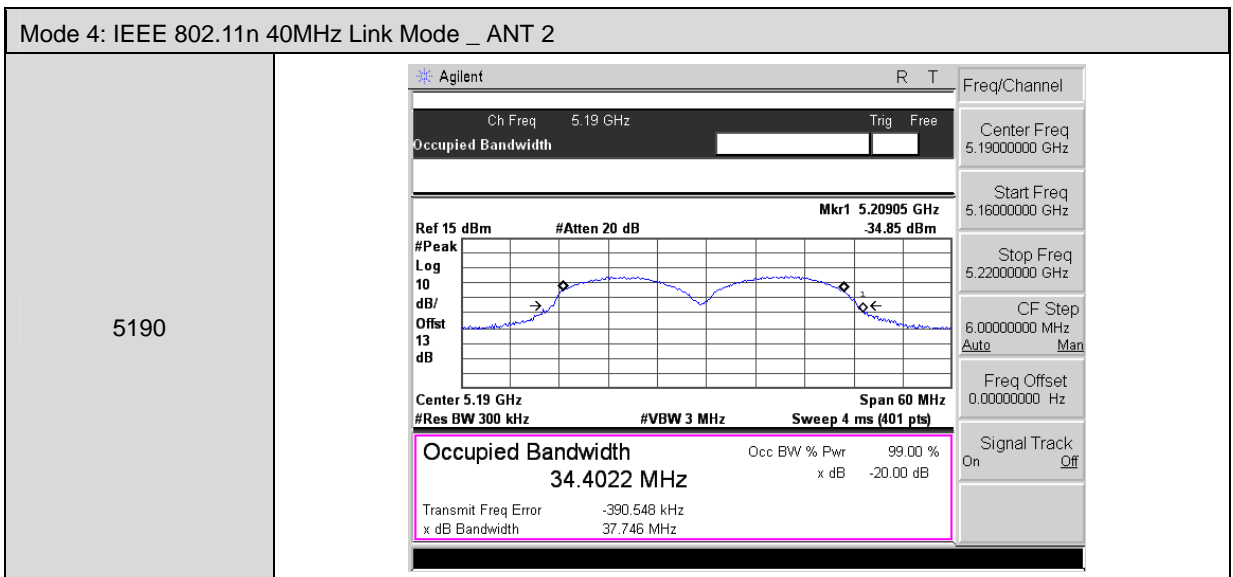 Mode 4: IEEE 802.11n 40MHz Link Mode _ ANT 2
5190
Agilent R T
Ch Freq 5.19 GHz Trig Free
Occupied Bandwidth
Mkr1 5.20905 GHz
Ref 15 dBm #Atten 20 dB -34.85 dBm
#Peak
Log
10
dB/
Offst
13
dB
1
Center 5.19 GHz Span 60 MHz
#Res BW 300 kHz #VBW 3 MHz Sweep 4 ms (401 pts)
Occupied Bandwidth Occ BW % Pwr 99.00 %
34.4022 MHz x dB -20.00 dB
Transmit Freq Error -390.548 kHz
x dB Bandwidth 37.746 MHz
Freq/Channel
Center Freq
5.19000000 GHz
Start Freq
5.16000000 GHz
Stop Freq
5.22000000 GHz
CF Step
6.00000000 MHz
Auto Man
Freq Offset
0.00000000 Hz
Signal Track
On Off